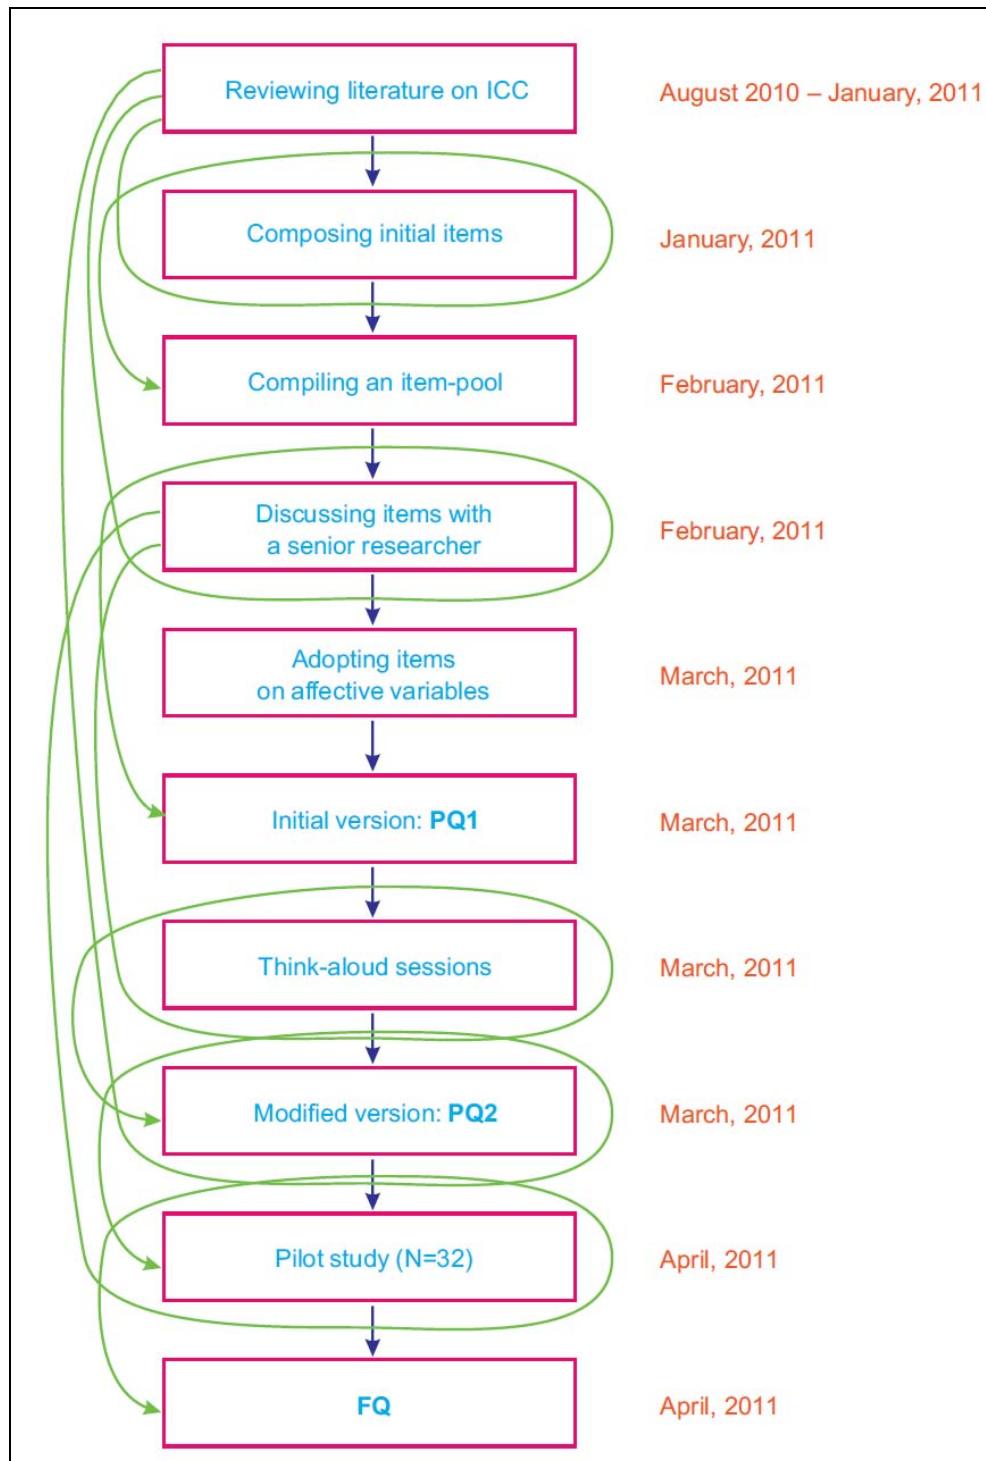 Reviewing literature on ICC
August 2010 – January, 2011
Composing initial items
January, 2011
Compiling an item-pool
February, 2011
Discussing items with
a senior researcher
February, 2011
Adopting items
on affective variables
March, 2011
Initial version: PQ1
March, 2011
Think-aloud sessions
March, 2011
Modified version: PQ2
March, 2011
Pilot study (N=32)
April, 2011
FQ
April, 2011